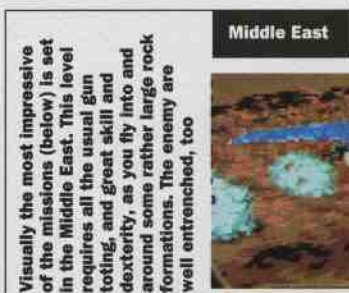 Visually the most impressive
of the missions (below) is set
in the Middle East. This level
requires all the usual gun
toting, and great skill and
dexterity, as you fly into and
around some rather large rock
formations. The enemy are
well entrenched, too
Middle East